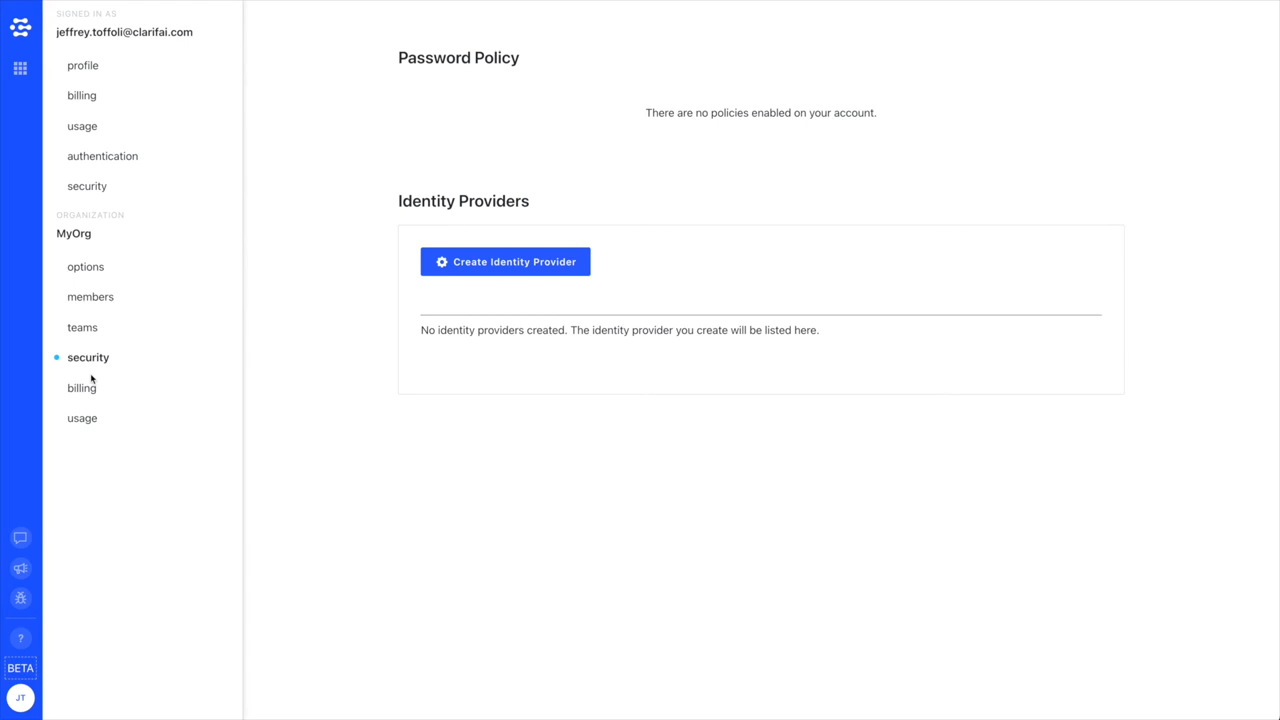 SIGNED IN AS
jeffrey.toffoli@clarifai.com
profile
billing
usage
authentication
security
ORGANIZATION
MyOrg
options
members
teams
security
billing
usage
?
BETA
JT
Password Policy
There are no policies enabled on your account.
Identity Providers
Create Identity Provider
No identity providers created. The identity provider you create will be listed here.